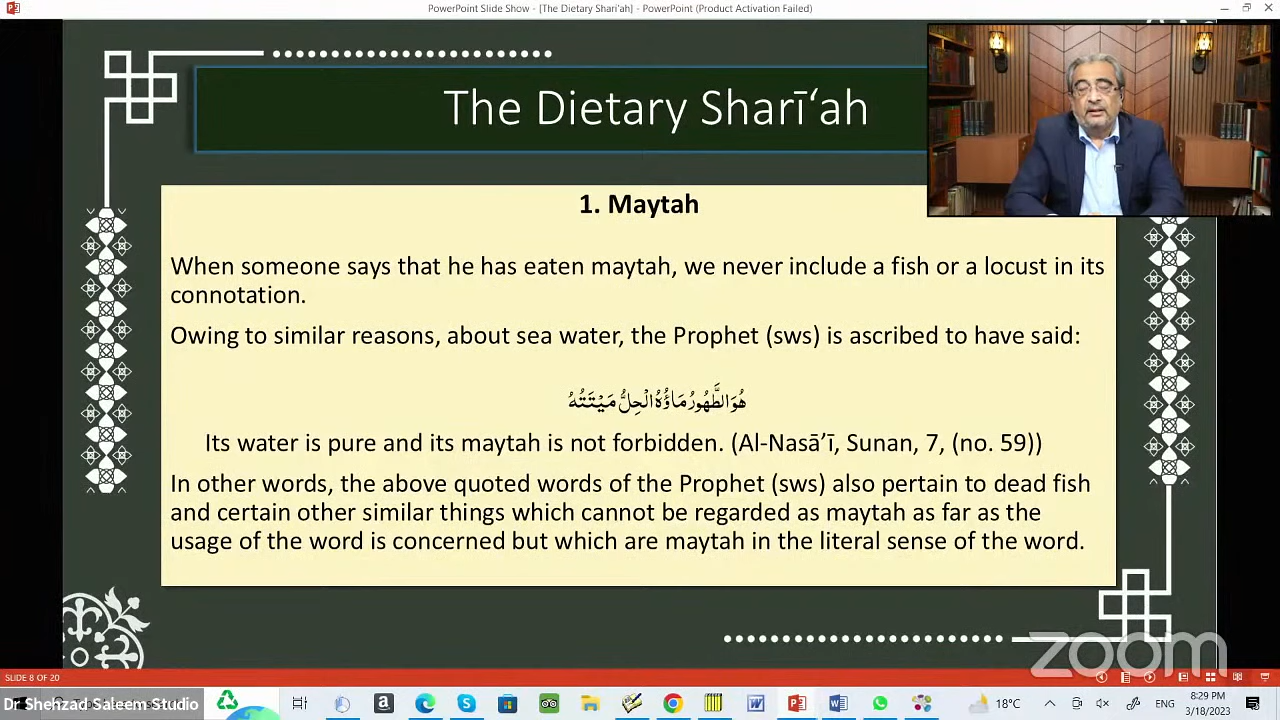 PowerPoint Slide Show - [The Dietary Shari'ah] - PowerPoint (Product Activation Failed)
The Dietary Sharī‘ah
1. Maytah
When someone says that he has eaten maytah, we never include a fish or a locust in its
connotation.
Owing to similar reasons, about sea water, the Prophet (sws) is ascribed to have said:
هُوَ الطَّهُورُ مَاؤُهُ الْحِلُّ مَيْتَتُهُ
Its water is pure and its maytah is not forbidden. (Al-Nasā’ī, Sunan, 7, (no. 59))
In other words, the above quoted words of the Prophet (sws) also pertain to dead fish
and certain other similar things which cannot be regarded as maytah as far as the
usage of the word is concerned but which are maytah in the literal sense of the word.
zoom
SLIDE 8 OF 20
Dr Shehzad Saleem Studio
18°C
ENG
8:29 PM
3/18/2023